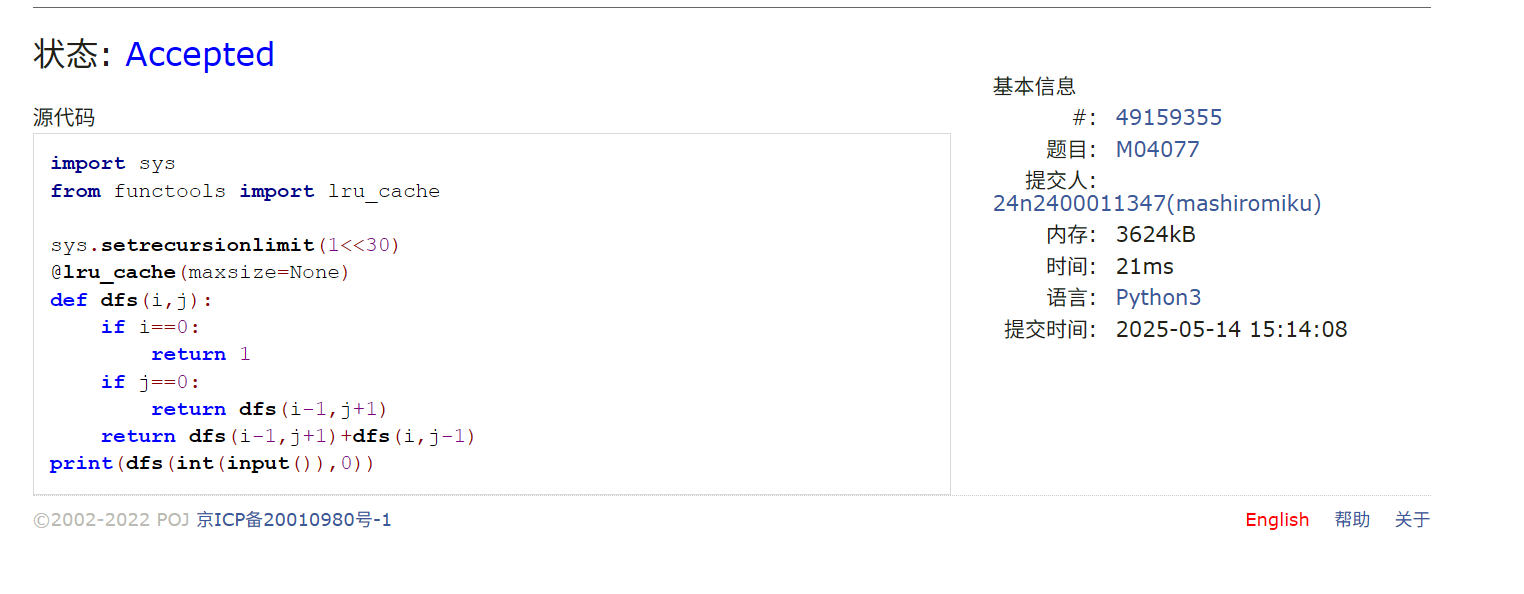 状态: Accepted
源代码
import sys
from functools import lru_cache
sys.setrecursionlimit(1<<30)
@lru_cache(maxsize=None)
def dfs(i,j):
    if i==0:
        return 1
    if j==0:
        return dfs(i-1,j+1)
    return dfs(i-1,j+1)+dfs(i,j-1)
print(dfs(int(input()),0))
基本信息
#: 49159355
题目: M04077
提交人:
24n2400011347(mashiromiku)
内存: 3624kB
时间: 21ms
语言: Python3
提交时间: 2025-05-14 15:14:08
©2002-2022 POJ 京ICP备20010980号-1
English 帮助 关于